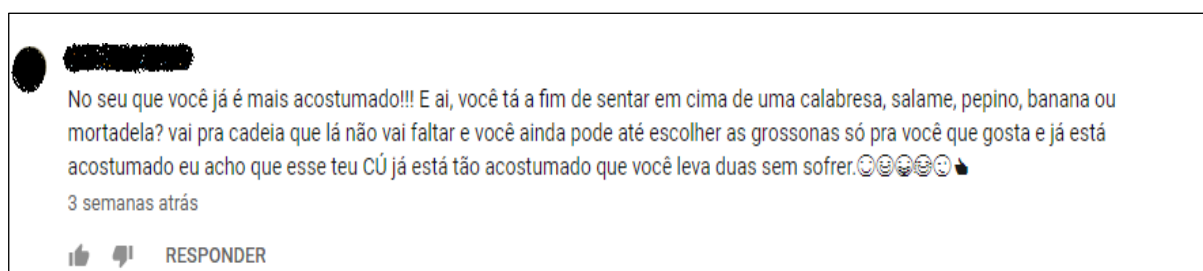 No seu que você já é mais acostumado!!! E ai, você tá a fim de sentar em cima de uma calabresa, salame, pepino, banana ou
mortadela? vai pra cadeia que lá não vai faltar e você ainda pode até escolher as grossonas só pra você que gosta e já está
acostumado eu acho que esse teu CÚ já está tão acostumado que você leva duas sem sofrer.
3 semanas atrás
RESPONDER